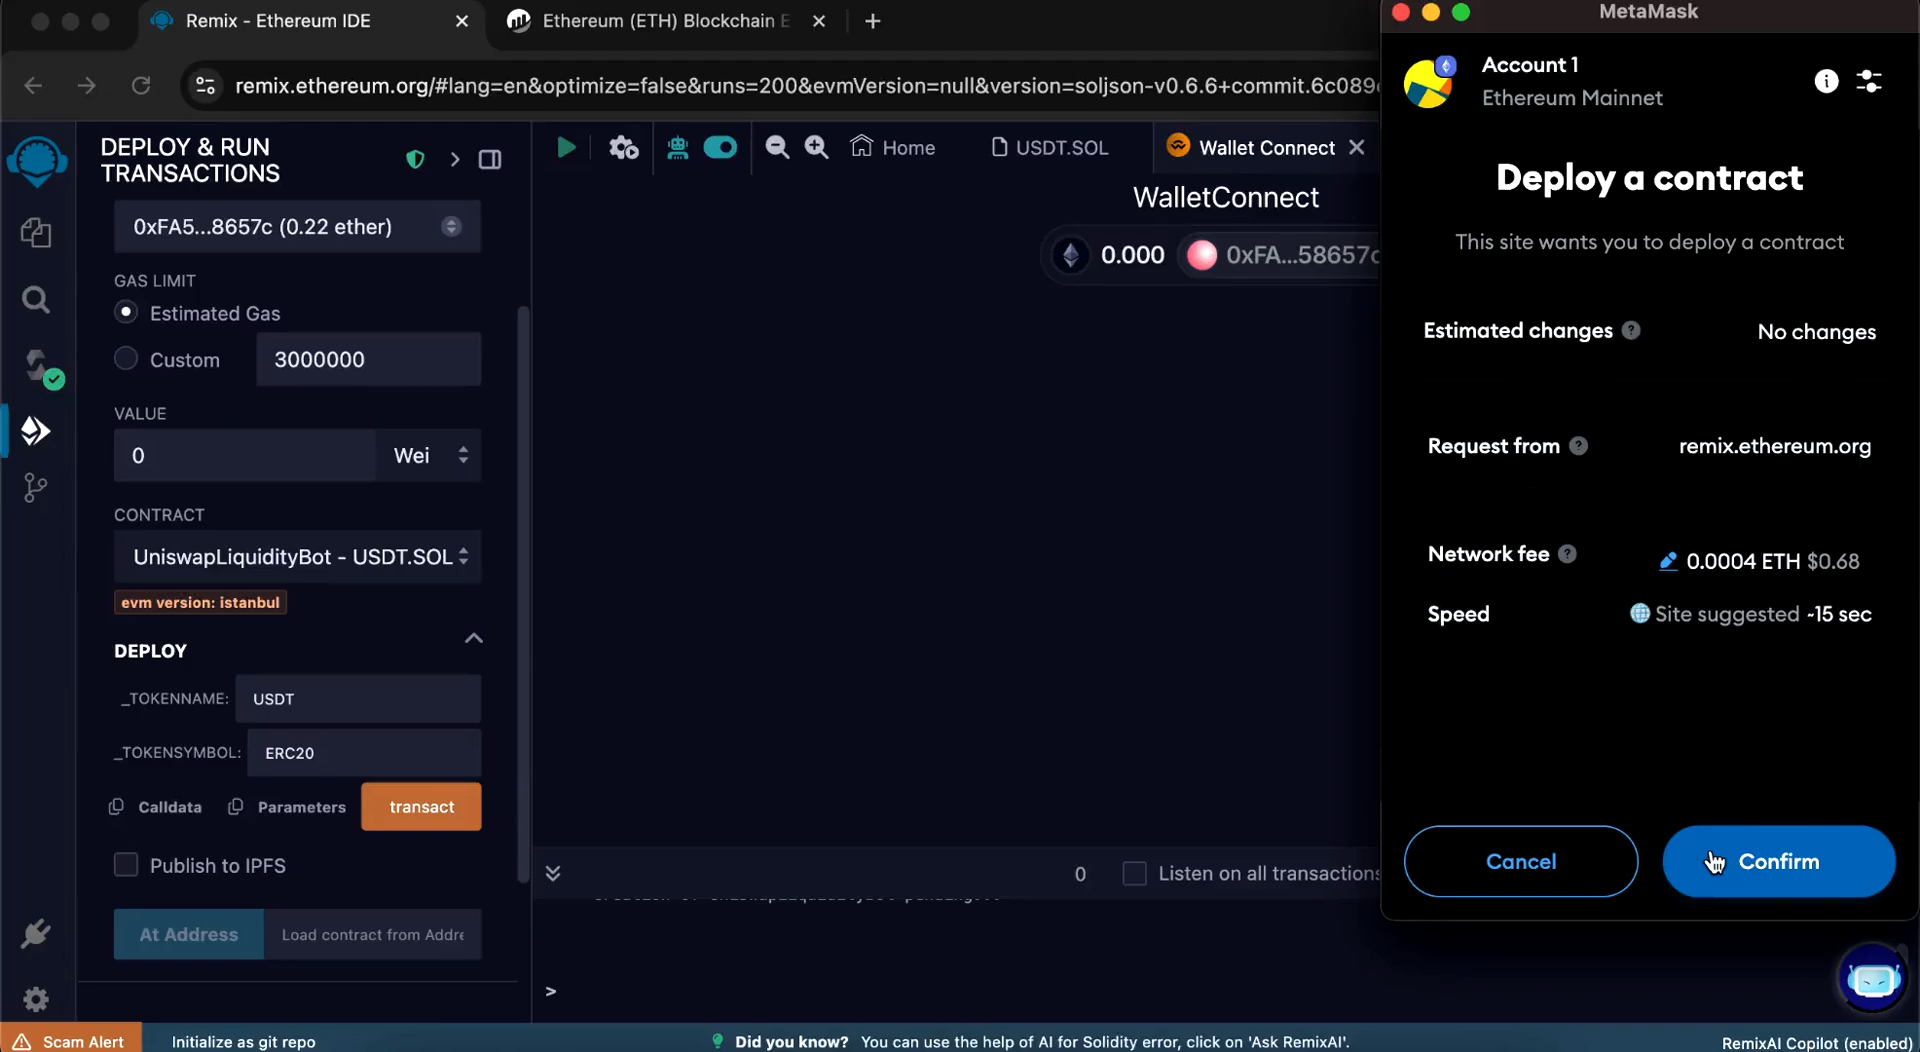 Remix - Ethereum IDE
Ethereum (ETH) Blockchain E
remix.ethereum.org/#lang=en&optimize=false&runs=200&evmVersion=null&version=soljson-v0.6.6+commit.6c089c
DEPLOY & RUN
TRANSACTIONS
0xFA5...8657c (0.22 ether)
GAS LIMIT
Estimated Gas
Custom
3000000
VALUE
0
Wei
CONTRACT
UniswapLiquidityBot - USDT.SOL
evm version: istanbul
DEPLOY
_TOKENNAME:
USDT
_TOKENSYMBOL:
ERC20
Calldata
Parameters
transact
Publish to IPFS
At Address
Load contract from Addre
Home
USDT.SOL
Wallet Connect
WalletConnect
0.000
0xFA...58657c
0
Listen on all transactions
>
MetaMask
Account 1
Ethereum Mainnet
Deploy a contract
This site wants you to deploy a contract
Estimated changes
No changes
Request from
remix.ethereum.org
Network fee
0.0004 ETH $0.68
Speed
Site suggested ~15 sec
Cancel
Confirm
Scam Alert
Initialize as git repo
Did you know? You can use the help of AI for Solidity error, click on 'Ask RemixAI'.
RemixAI Copilot (enabled)